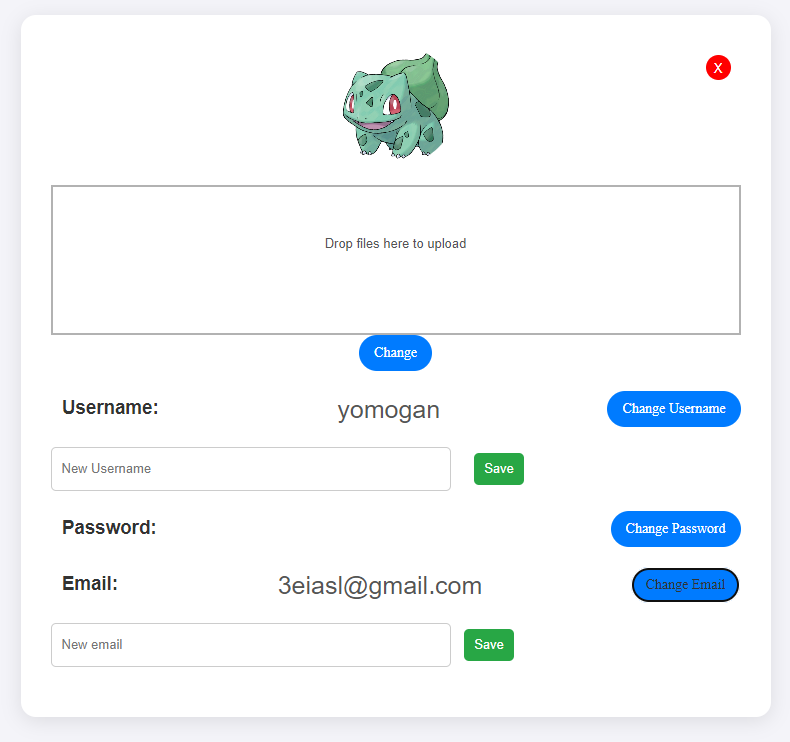 X
Drop files here to upload
Change
Username: yomogan Change Username
New Username Save
Password: Change Password
Email: 3eiasl@gmail.com Change Email
New email Save